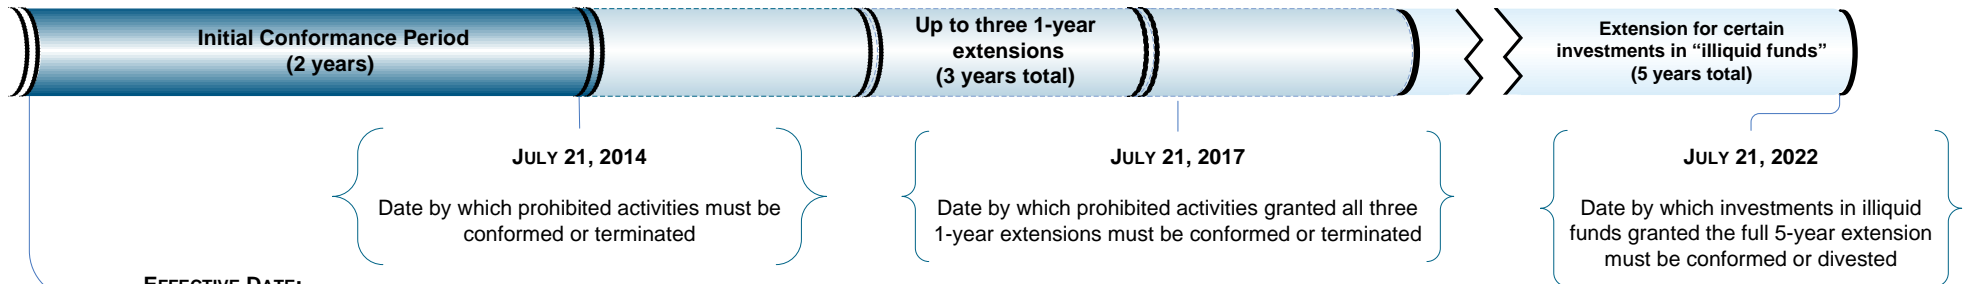 Initial Conformance Period
(2 years)
Up to three 1-year
extensions
(3 years total)
Extension for certain
investments in “illiquid funds”
(5 years total)
JULY 21, 2014
Date by which prohibited activities must be
conformed or terminated
JULY 21, 2017
Date by which prohibited activities granted all three
1-year extensions must be conformed or terminated
JULY 21, 2022
Date by which investments in illiquid
funds granted the full 5-year extension
must be conformed or divested
EFFECTIVE DATE: